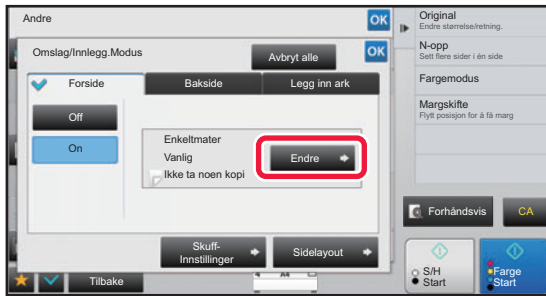 Andre
OK
Omslag/Innlegg.Modus
Avbryt alle
OK
Forside
Bakside
Legg inn ark
Off
On
Enkeltmater
Vanlig
Ikke ta noen kopi
Endre
Skuff-
Innstillinger
Sidelayout
Tilbake
A4
Original
Endre størrelse/retning.
N-opp
Sett flere sider i én side
Fargemodus
Margskifte
Flytt posisjon for å få marg
Forhåndsvis
CA
S/H
Start
Farge
Start